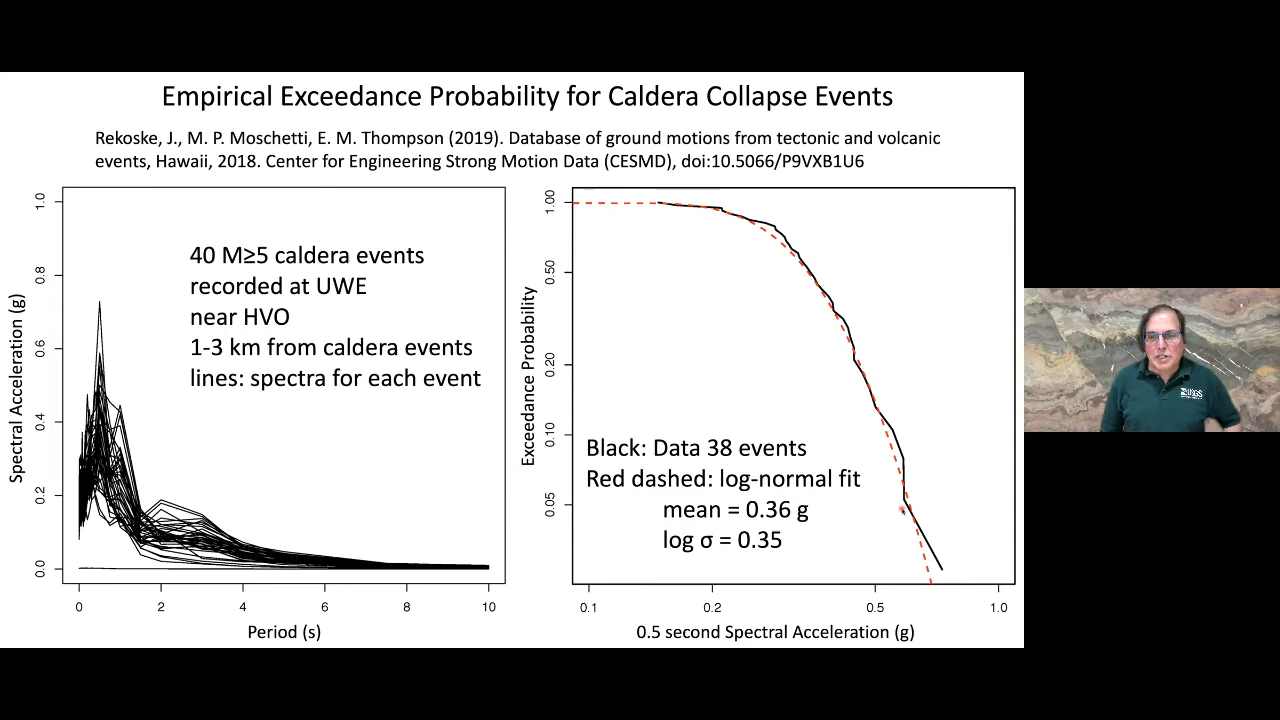 Empirical Exceedance Probability for Caldera Collapse Events
Rekoske, J., M. P. Moschetti, E. M. Thompson (2019). Database of ground motions from tectonic and volcanic
events, Hawaii, 2018. Center for Engineering Strong Motion Data (CESMD), doi:10.5066/P9VXB1U6
Spectral Acceleration (g)
1.0
0.8
0.6
0.4
0.2
0.0
40 M≥5 caldera events
recorded at UWE
near HVO
1-3 km from caldera events
lines: spectra for each event
0 2 4 6 8 10
Period (s)
Exceedance Probability
1.00
0.50
0.20
0.10
0.05
Black: Data 38 events
Red dashed: log-normal fit
mean = 0.36 g
log σ = 0.35
0.1 0.2 0.5 1.0
0.5 second Spectral Acceleration (g)
USGS